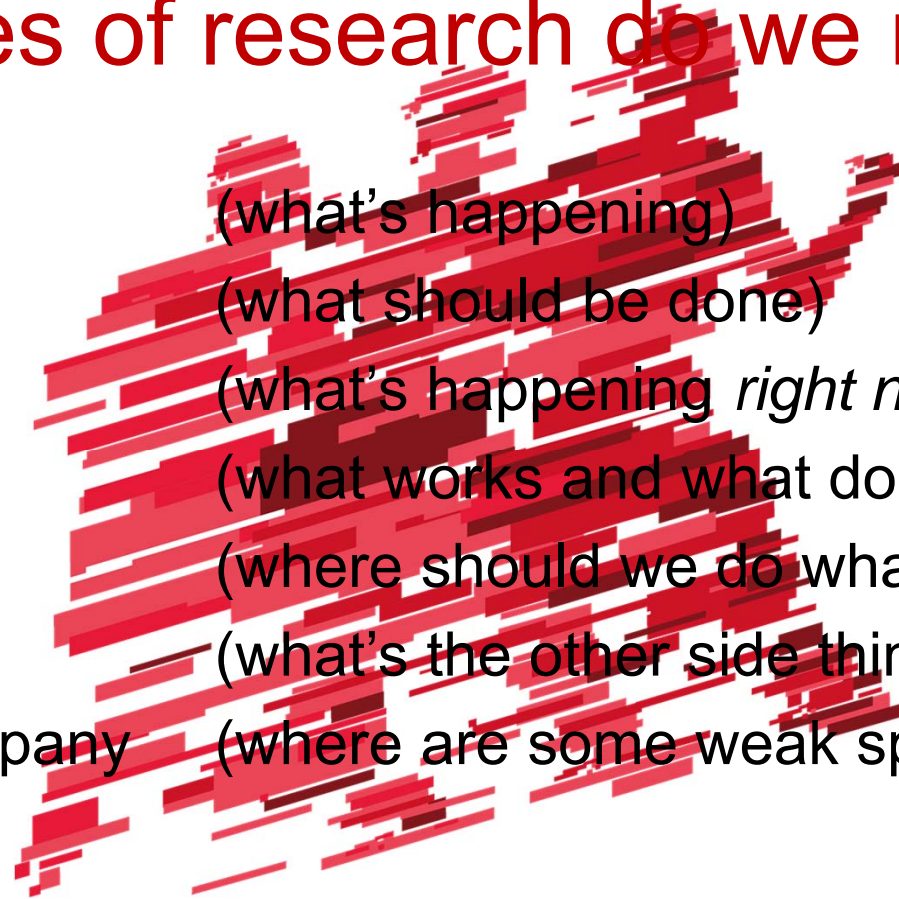 es of research do we
(what's happening)
(what should be done)
(what's happening right n
(what works and what do
(where should we do wha
(what's the other side thin
pany (where are some weak sp